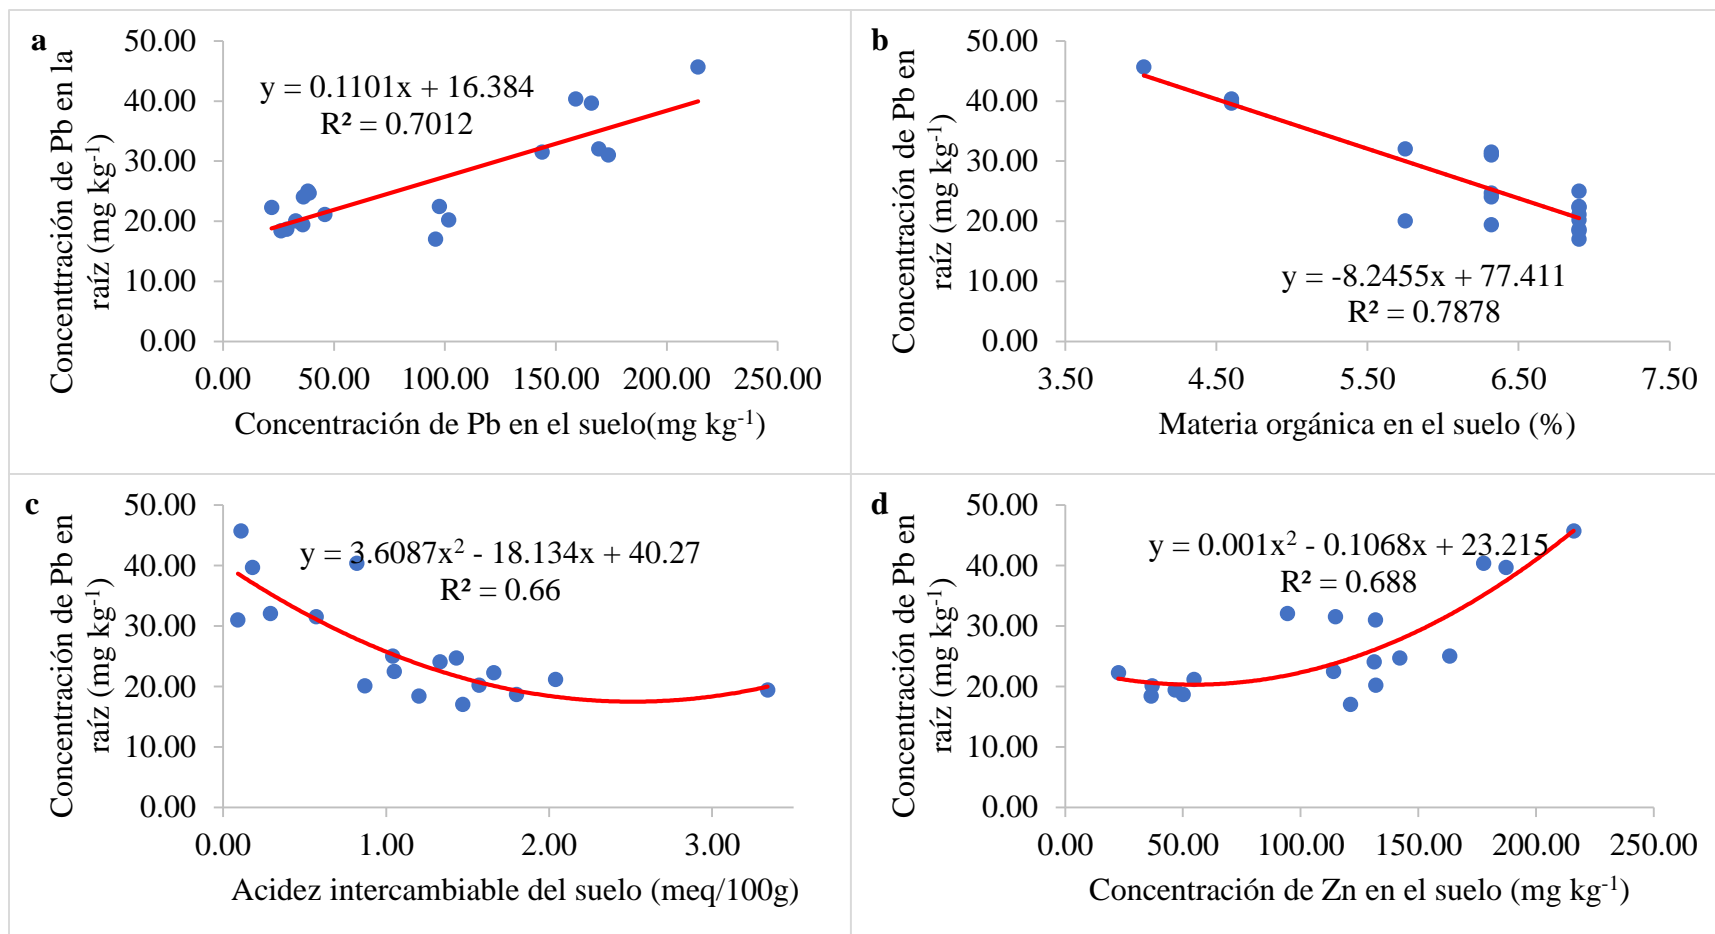 a
Concenttración de Pb en la
raíz (mg kg-1)
50.00
40.00
30.00
20.00
10.00
0.00
y = 0.1101x + 16.384
R² = 0.7012
0.00 50.00 100.00 150.00 200.00 250.00
Concentración de Pb en el suelo(mg kg-1)
b
Concentración de Pb en
raíz (mg kg-1)
50.00
40.00
30.00
20.00
10.00
0.00
y = -8.2455x + 77.411
R² = 0.7878
3.50 4.50 5.50 6.50 7.50
Materia orgánica en el suelo (%)
c
Concentración de Pb en
raíz (mg kg-1)
50.00
40.00
30.00
20.00
10.00
0.00
y = 3.6087x2 - 18.134x + 40.27
R² = 0.66
0.00 1.00 2.00 3.00
Acidez intercambiable del suelo (meq/100g)
d
Concentración de Pb en
raíz (mg kg-1)
50.00
40.00
30.00
20.00
10.00
0.00
y = 0.001x2 - 0.1068x + 23.215
R² = 0.688
0.00 50.00 100.00 150.00 200.00 250.00
Concentración de Zn en el suelo (mg kg-1)